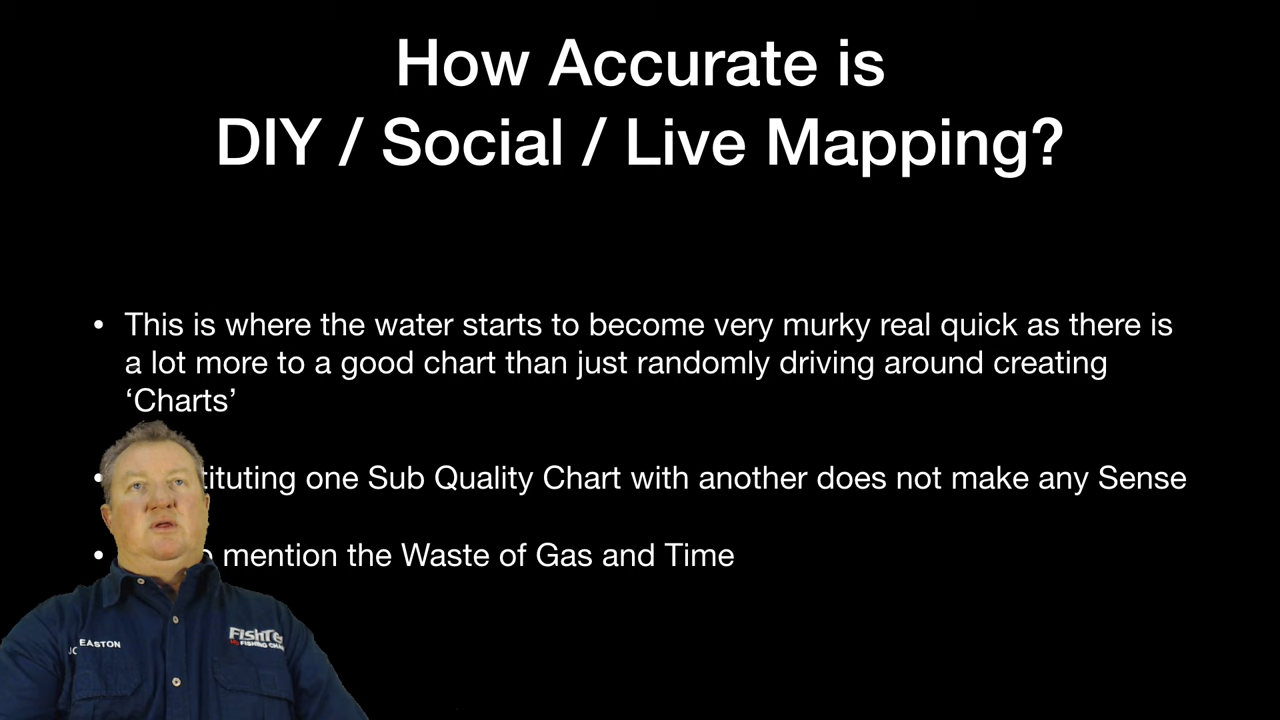 How Accurate is
DIY / Social / Live Mapping?
• This is where the water starts to become very murky real quick as there is
a lot more to a good chart than just randomly driving around creating
‘Charts’
• tituting one Sub Quality Chart with another does not make any Sense
• mention the Waste of Gas and Time
EASTON
FISHING